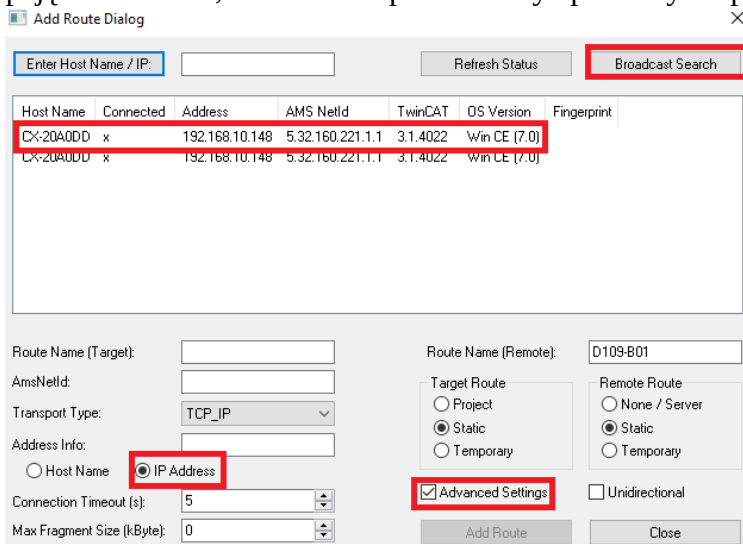 Add Route Dialog
Enter Host Name / IP: Refresh Status Broadcast Search
Host Name Connected Address AMS NetId TwinCAT OS Version Fingerprint
CX-20A0DD x 192.168.10.148 5.32.160.221.1.1 3.1.4022 Win CE (7.0)
CX-20A0DD x 192.168.10.148 5.32.160.221.1.1 3.1.4022 Win CE (7.0)
Route Name (Target): Route Name (Remote): D109-B01
AmsNetId: Target Route Remote Route
Transport Type: TCP_IP Project None / Server
Address Info: Static Static
Host Name IP Address Temporary Temporary
Connection Timeout (s): 5 Advanced Settings Unidirectional
Max Fragment Size (kByte): 0 Add Route Close